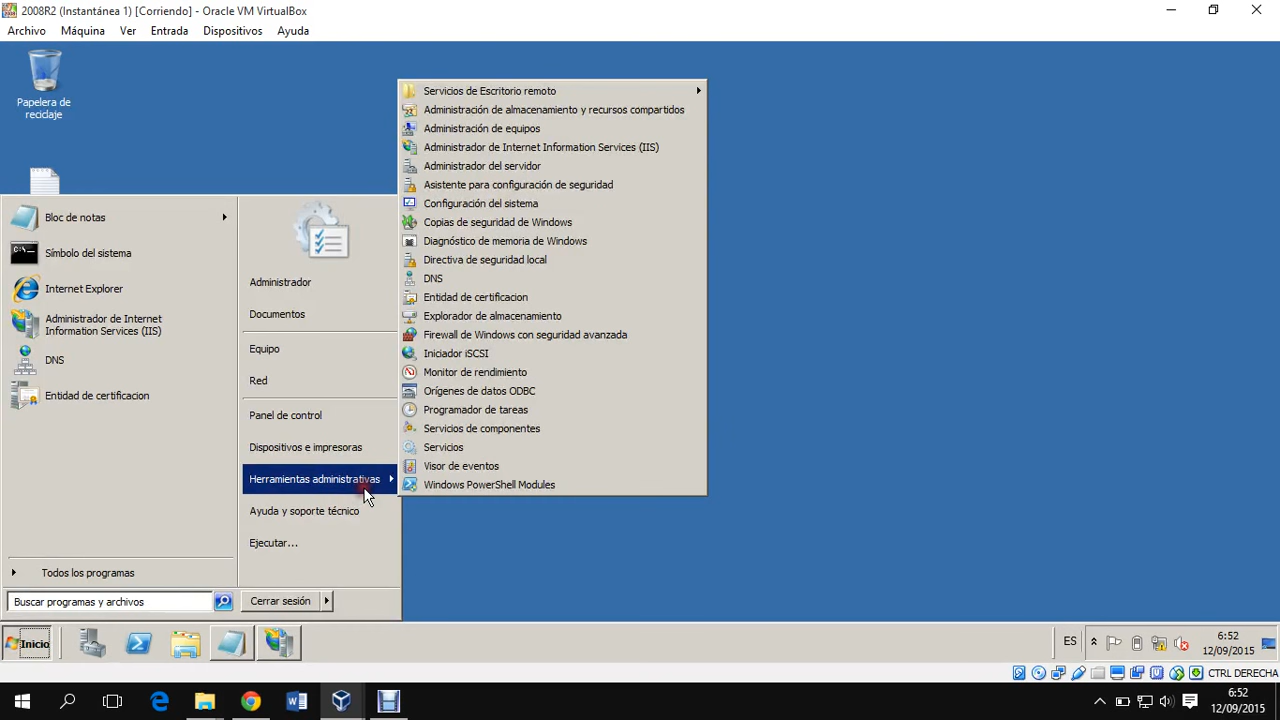 2008R2 (Instantánea 1) [Corriendo] - Oracle VM VirtualBox
Archivo Máquina Ver Entrada Dispositivos Ayuda
Papelera de
reciclaje
Servicios de Escritorio remoto
Administración de almacenamiento y recursos compartidos
Administración de equipos
Administrador de Internet Information Services (IIS)
Administrador del servidor
Asistente para configuración de seguridad
Configuración del sistema
Copias de seguridad de Windows
Diagnóstico de memoria de Windows
Directiva de seguridad local
DNS
Entidad de certificacion
Explorador de almacenamiento
Firewall de Windows con seguridad avanzada
Iniciador iSCSI
Monitor de rendimiento
Orígenes de datos ODBC
Programador de tareas
Servicios de componentes
Servicios
Visor de eventos
Windows PowerShell Modules
Bloc de notas
Símbolo del sistema
Internet Explorer
Administrador de Internet
Information Services (IIS)
DNS
Entidad de certificacion
Todos los programas
Buscar programas y archivos
Administrador
Documentos
Equipo
Red
Panel de control
Dispositivos e impresoras
Herramientas administrativas
Ayuda y soporte técnico
Ejecutar...
Cerrar sesión
Inicio
ES
6:52
12/09/2015
CTRL DERECHA
6:52
12/09/2015